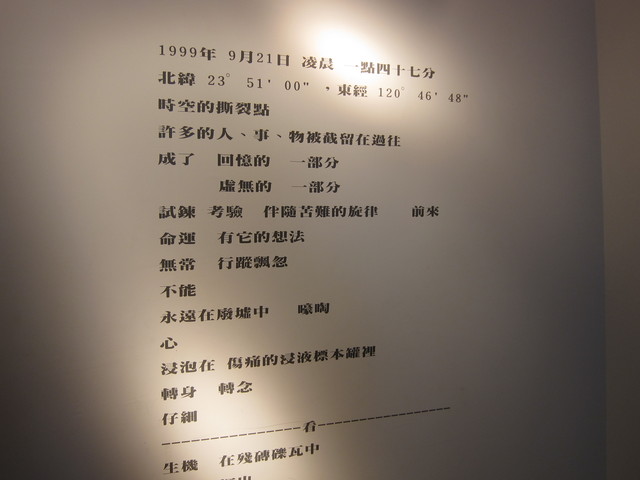 1999年 9月21日 凌晨 一點四十七分
北緯 23° 51' 00" ，東經 120° 46' 48"
時空的撕裂點
許多的人、事、物被截留在過往
成了 回憶的 一部分
虛無的 一部分
試鍊 考驗 伴隨苦難的旋律 前來
命運 有它的想法
無常 行蹤飄忽
不能
永遠在廢墟中 嚎啕
心
浸泡在 傷痛的浸液標本罐裡
轉身 轉念
仔細
---------------看---------------
生機 在殘磚礫瓦中